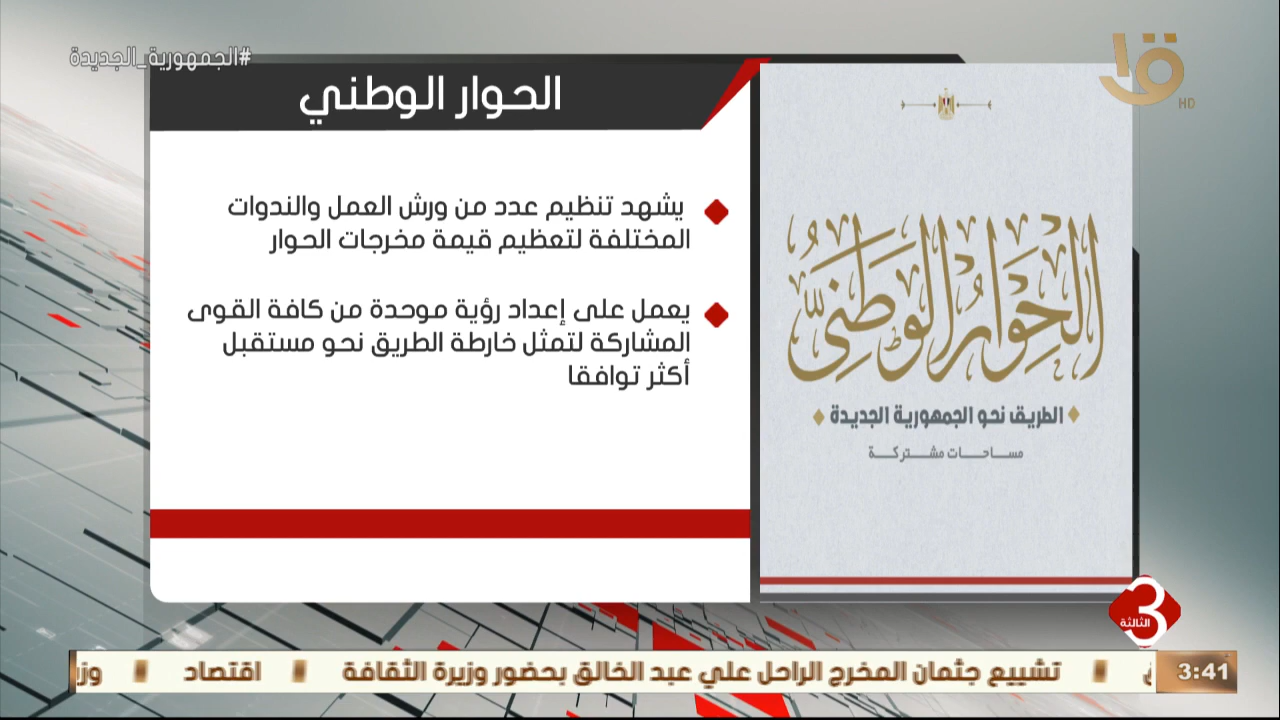 #الجمهورية_الجديدة
HD
الحوار الوطني
يشهد تنظيم عدد من ورش العمل والندوات
المختلفة لتعظيم قيمة مخرجات الحوار
يعمل على إعداد رؤية موحدة من كافة القوى
المشاركة لتمثل خارطة الطريق نحو مستقبل
أكثر توافقا
الحوار الوطني
الطريق نحو الجمهورية الجديدة
مساحات مشتركة
3
الثالثة
3:41
تشييع جثمان المخرج الراحل علي عبد الخالق بحضور وزيرة الثقافة
اقتصاد